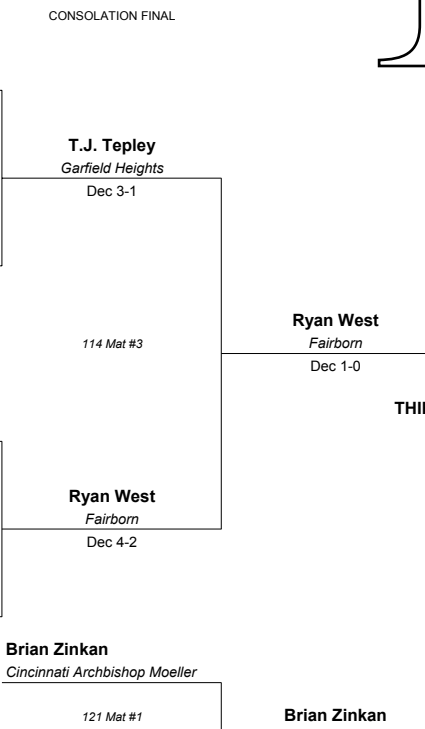 CONSOLATION FINAL
T.J. Tepley
Garfield Heights
Dec 3-1
114 Mat #3
Ryan West
Fairborn
Dec 1-0
THI
Ryan West
Fairborn
Dec 4-2
Brian Zinkan
Cincinnati Archbishop Moeller
121 Mat #1
Brian Zinkan